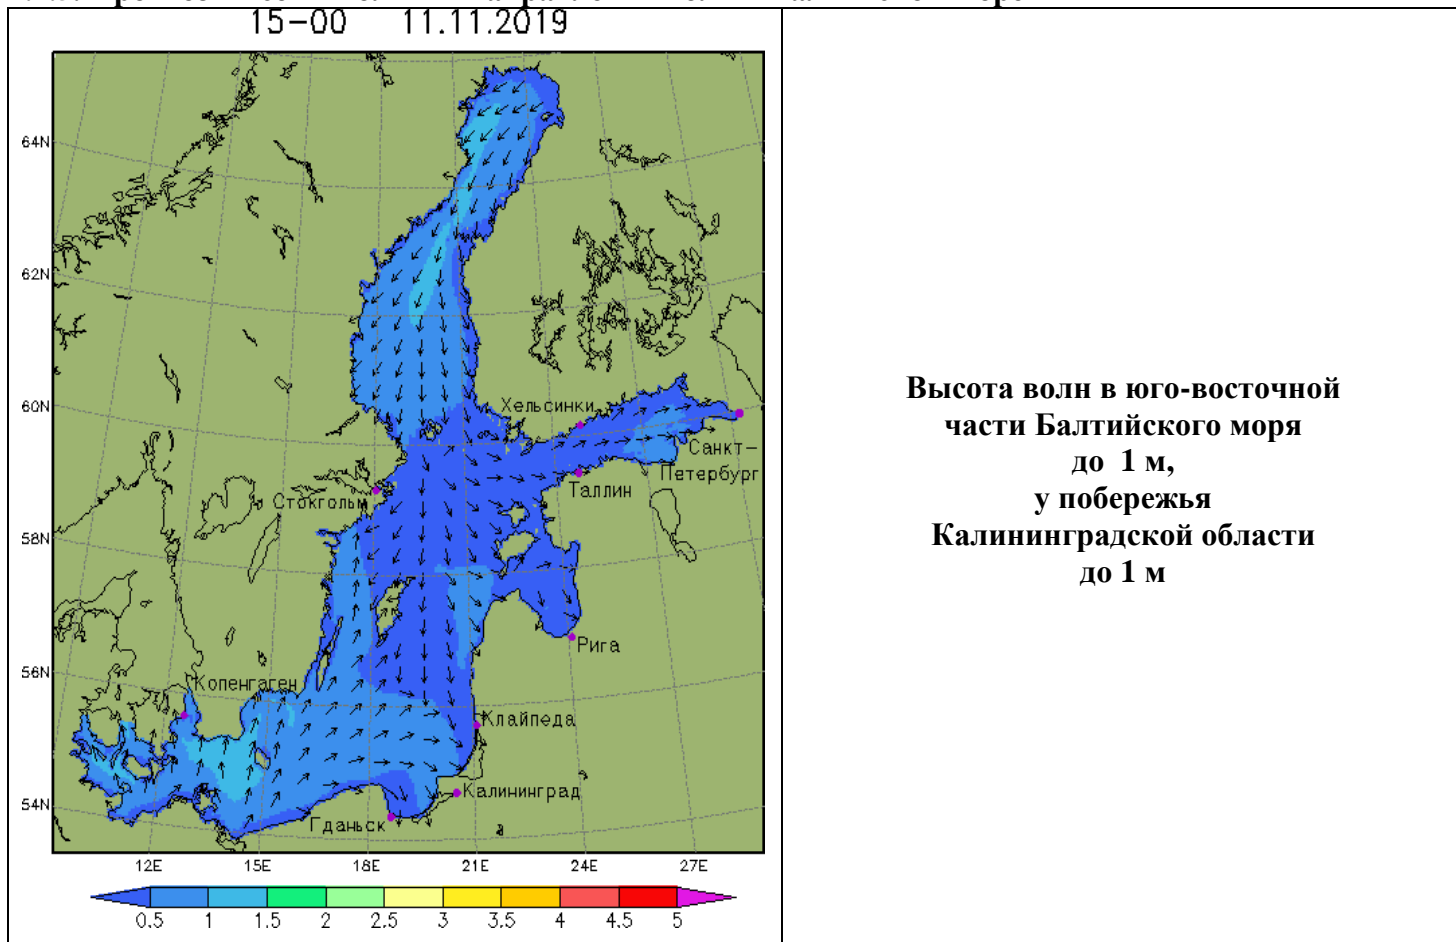 15-00 11.11.2019
64N
62N
60N
58N
56N
54N
Хельсинки
Санкт-
Петербург
Таллин
Стокгольм
Рига
Копенгаген
Клайпеда
Калининград
Гданьск
12E 15E 18E 21E 24E 27E
0.5 1 1.5 2 2.5 3 3.5 4 4.5 5
Высота волн в юго-восточной
части Балтийского моря
до 1 м,
у побережья
Калининградской области
до 1 м